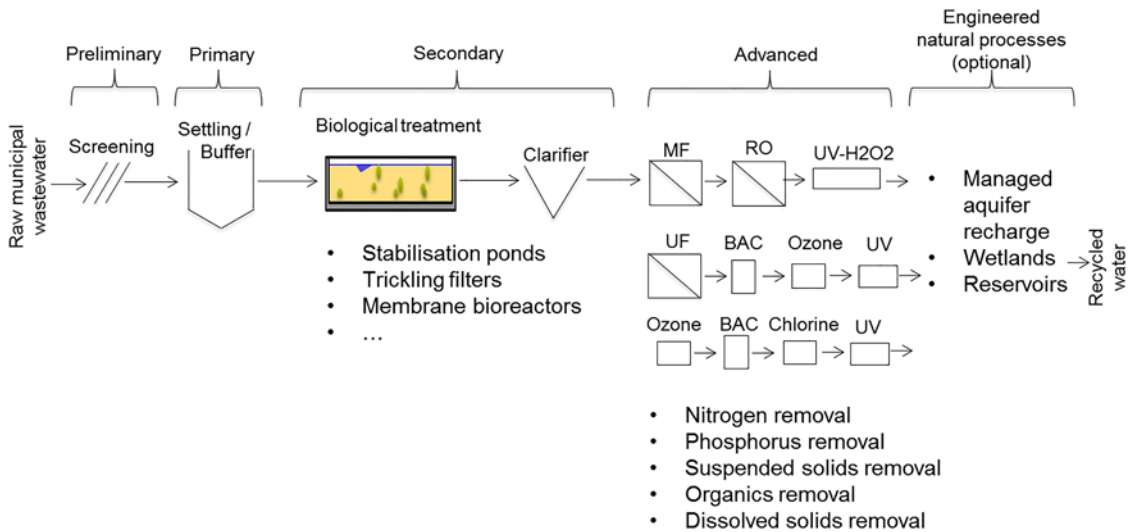 Engineered
natural processes
(optional)
Preliminary
Primary
Secondary
Advanced
Raw municipal
wastewater
Screening
Settling /
Buffer
Biological treatment
Clarifier
MF
RO
UV-H2O2
UF
BAC
Ozone
UV
Ozone
BAC
Chlorine
UV
• Stabilisation ponds
• Trickling filters
• Membrane bioreactors
• ...
• Managed
aquifer
recharge
• Wetlands
• Reservoirs
Recycled
water
• Nitrogen removal
• Phosphorus removal
• Suspended solids removal
• Organics removal
• Dissolved solids removal